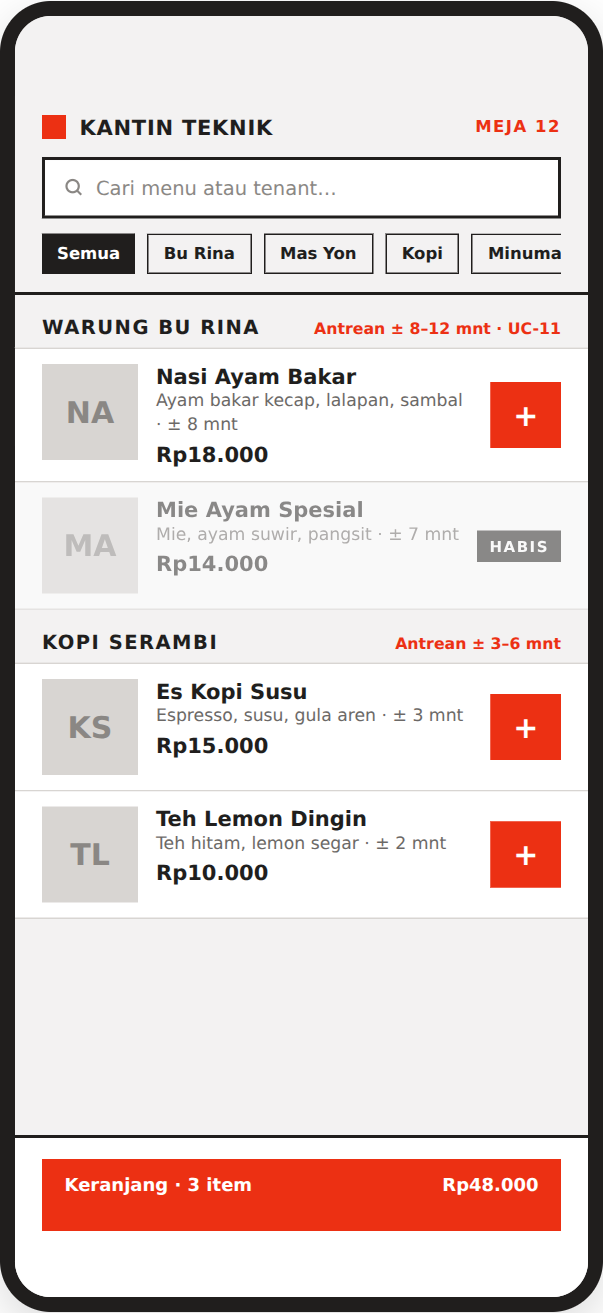 KANTIN TEKNIK
MEJA 12
Cari menu atau tenant…
Semua
Bu Rina
Mas Yon
Kopi
Minuma
WARUNG BU RINA
Antrean ± 8–12 mnt · UC-11
NA
Nasi Ayam Bakar
Ayam bakar kecap, lalapan, sambal
· ± 8 mnt
Rp18.000
+
MA
Mie Ayam Spesial
Mie, ayam suwir, pangsit · ± 7 mnt
Rp14.000
HABIS
KOPI SERAMBI
Antrean ± 3–6 mnt
KS
Es Kopi Susu
Espresso, susu, gula aren · ± 3 mnt
Rp15.000
+
TL
Teh Lemon Dingin
Teh hitam, lemon segar · ± 2 mnt
Rp10.000
+
Keranjang · 3 item
Rp48.000